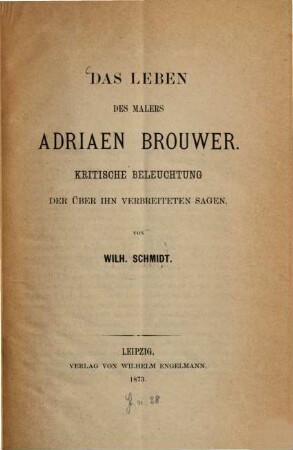 DAS LEBEN
DES MALERS
ADRIAEN BROUWER.
KRITISCHE BELEUCHTUNG
DER ÜBER IHN VERBREITETEN SAGEN.
VON
WILH. SCHMIDT.
LEIPZIG,
VERLAG VON WILHELM ENGELMANN.
1873.